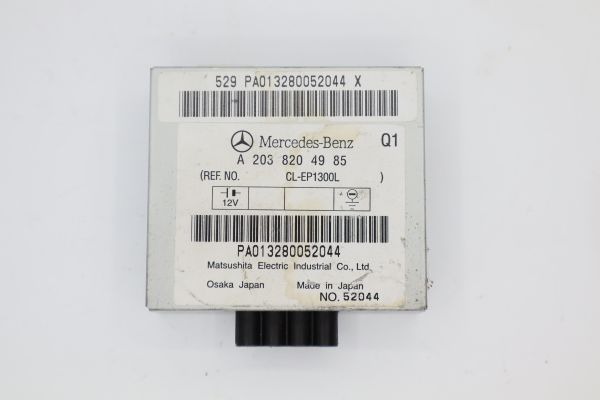 529 PA013280052044 X
Mercedes-Benz Q1
A 203 820 49 85
(REF. NO. CL-EP1300L )
12V
PA013280052044
Matsushita Electric Industrial Co., Ltd.
Osaka Japan Made in Japan
NO. 52044